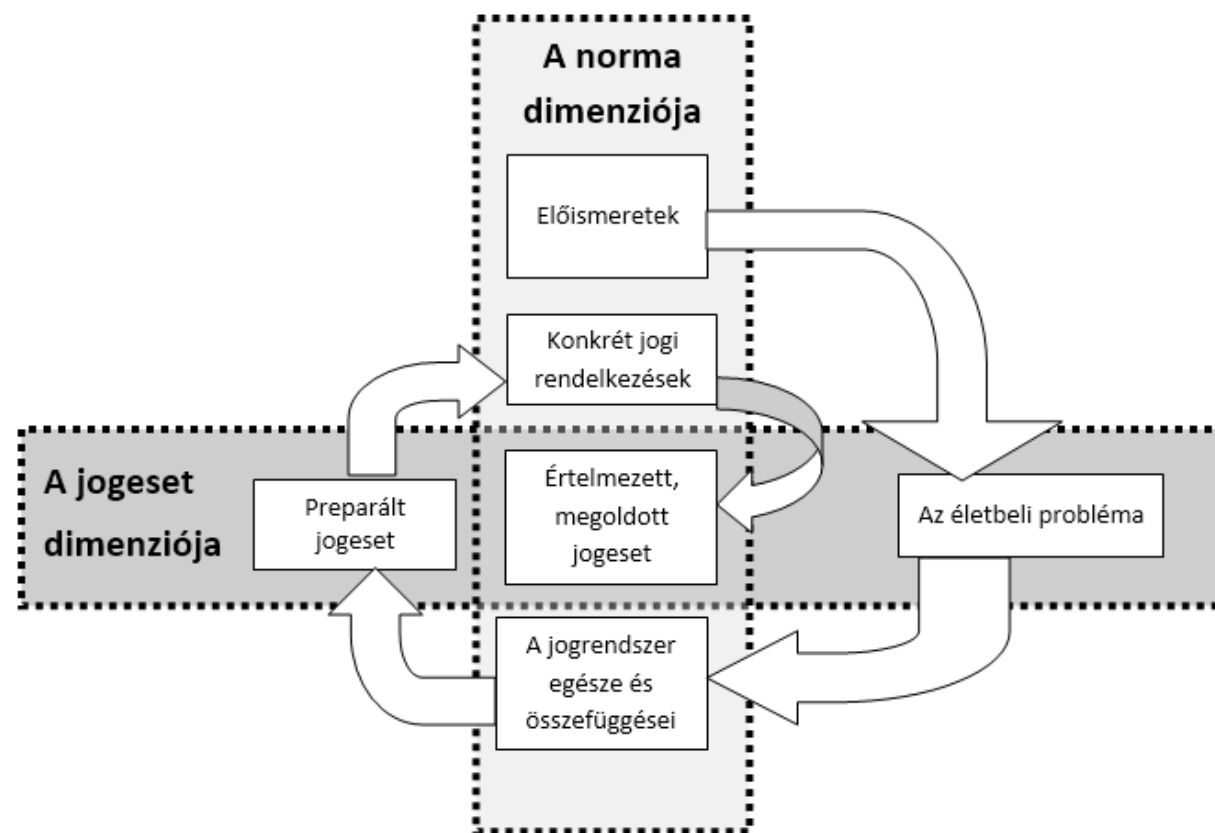 A norma
dimenziója
Előismeretek
Konkrét jogi
rendelkezések
A jogeset
dimenziója
Preparált
jogeset
Értelmezett,
megoldott
jogeset
Az életbeli probléma
A jogrendszer
egésze és
összefüggései